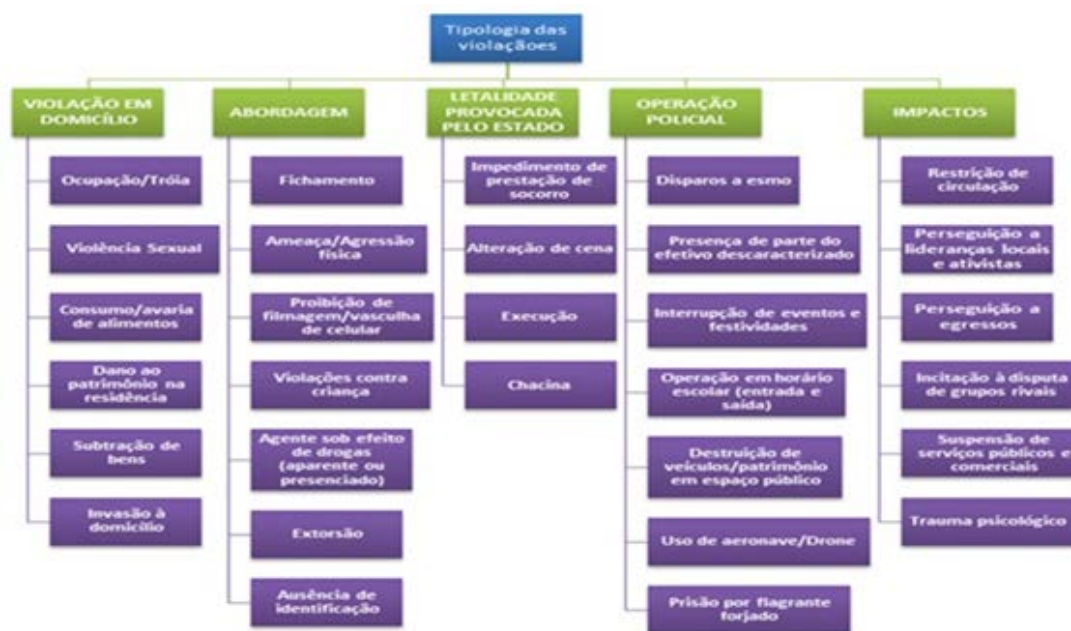 Tipologia das
violaçãoes
VIOLAÇÃO EM
DOMICÍLIO
Ocupação/Tróia
Violência Sexual
Consumo/avaria
de alimentos
Dano ao
patrimônio na
residência
Subtração de
bens
Invasão à
domicílio
ABORDAGEM
Fichamento
Ameaça/Agressão
física
Proibição de
filmagem/vasculha
de celular
Violações contra
criança
Agente sob efeito
de drogas
(aparente ou
presenciado)
Extorsão
Ausência de
identificação
LETALIDADE
PROVOCADA
PELO ESTADO
Impedimento de
prestação de
socorro
Alteração de cena
Execução
Chacina
OPERAÇÃO
POLICIAL
Disparos a esmo
Presença de parte do
efetivo descaracterizado
Interrupção de eventos e
festividades
Operação em horário
escolar (entrada e
saída)
Destruição de
veículos/patrimônio
em espaço público
Uso de aeronave/Drone
Prisão por flagrante
forjado
IMPACTOS
Restrição de
circulação
Perseguição a
lideranças locais
e ativistas
Perseguição a
egressos
Incitação à disputa
de grupos rivais
Suspensão de
serviços públicos e
comerciais
Trauma psicológico